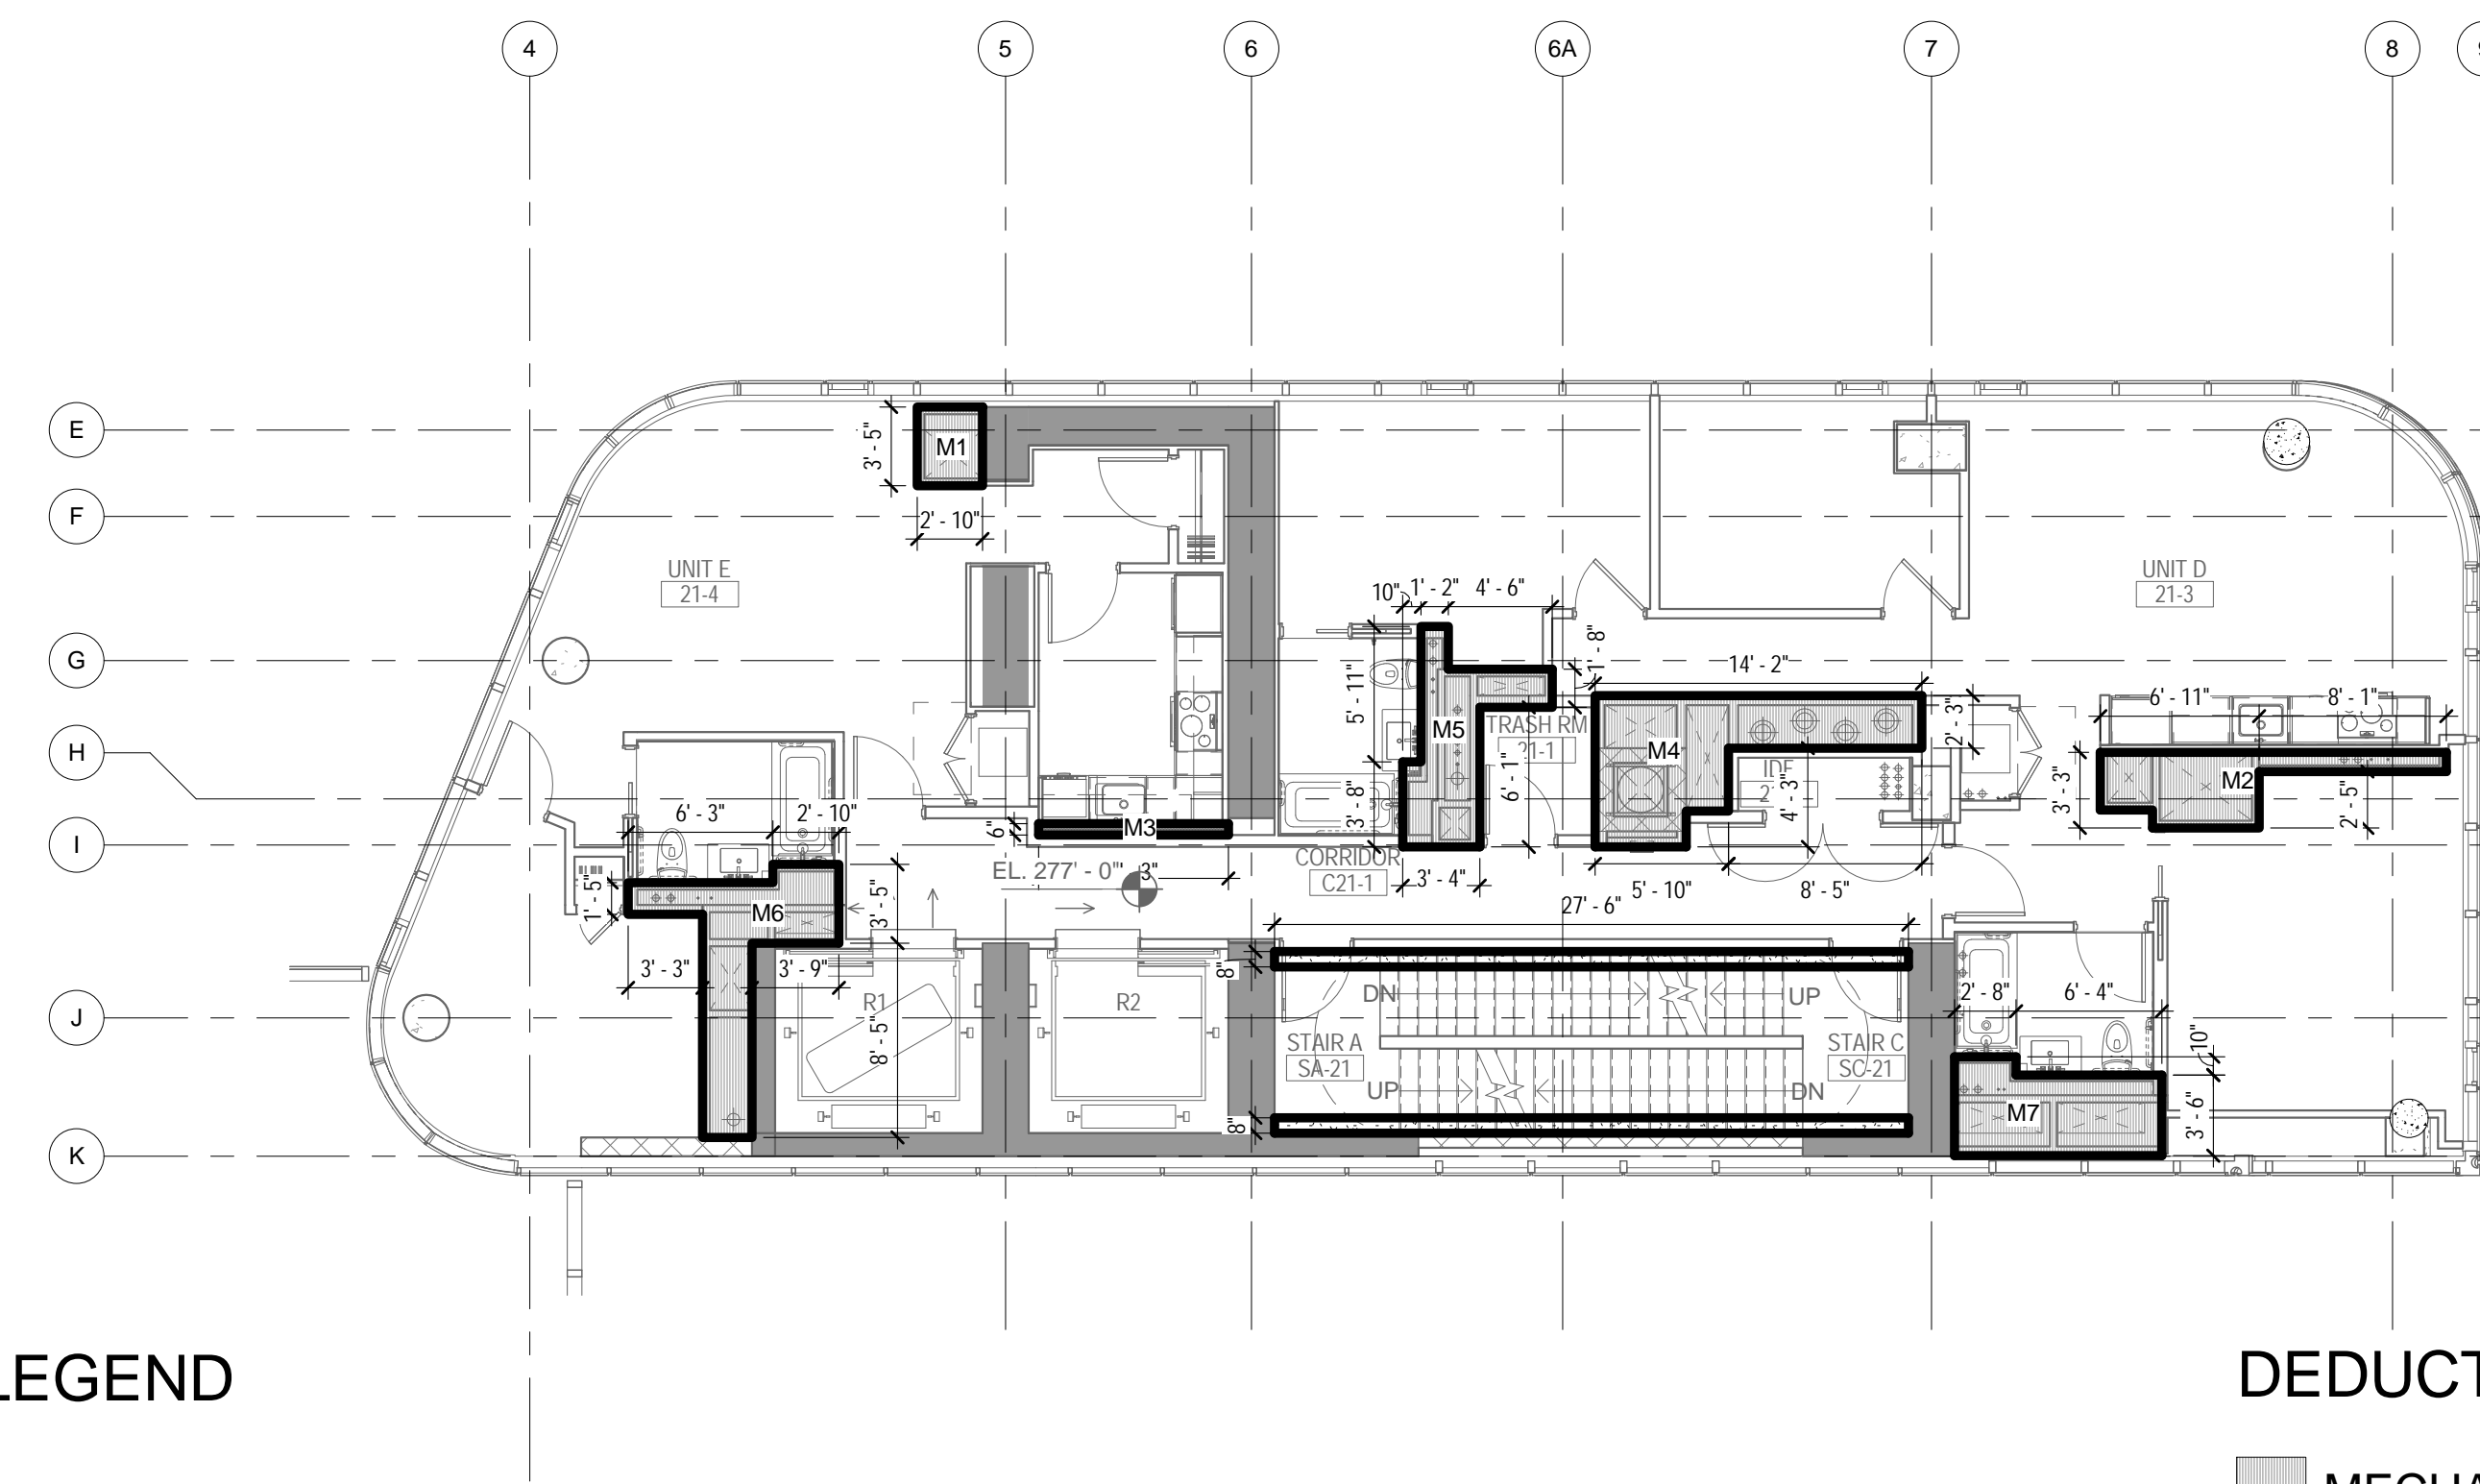 4
5
6
6A
7
8
E
F
G
H
I
J
K
M1
3' - 5"
2' - 10"
UNIT E
21-4
UNIT D
21-3
10"
1' - 2"
4' - 6"
1' - 8"
5' - 11"
M5
TRASH RM
21-1
6' - 1"
3' - 8"
3' - 4"
14' - 2"
M4
2' - 3"
IDF
4' - 3"
5' - 10"
8' - 5"
6' - 11"
8' - 1"
M2
3' - 3"
2' - 5"
6' - 3"
2' - 10"
6"
M3
EL. 277' - 0"
3"
CORRIDOR
C21-1
1' - 5"
M6
3' - 5"
3' - 3"
3' - 9"
8' - 5"
R1
R2
27' - 6"
8"
8"
DN
UP
STAIR A
SA-21
STAIR C
SC-21
UP
DN
2' - 8"
6' - 4"
10"
M7
3' - 6"
LEGEND
DEDUCT